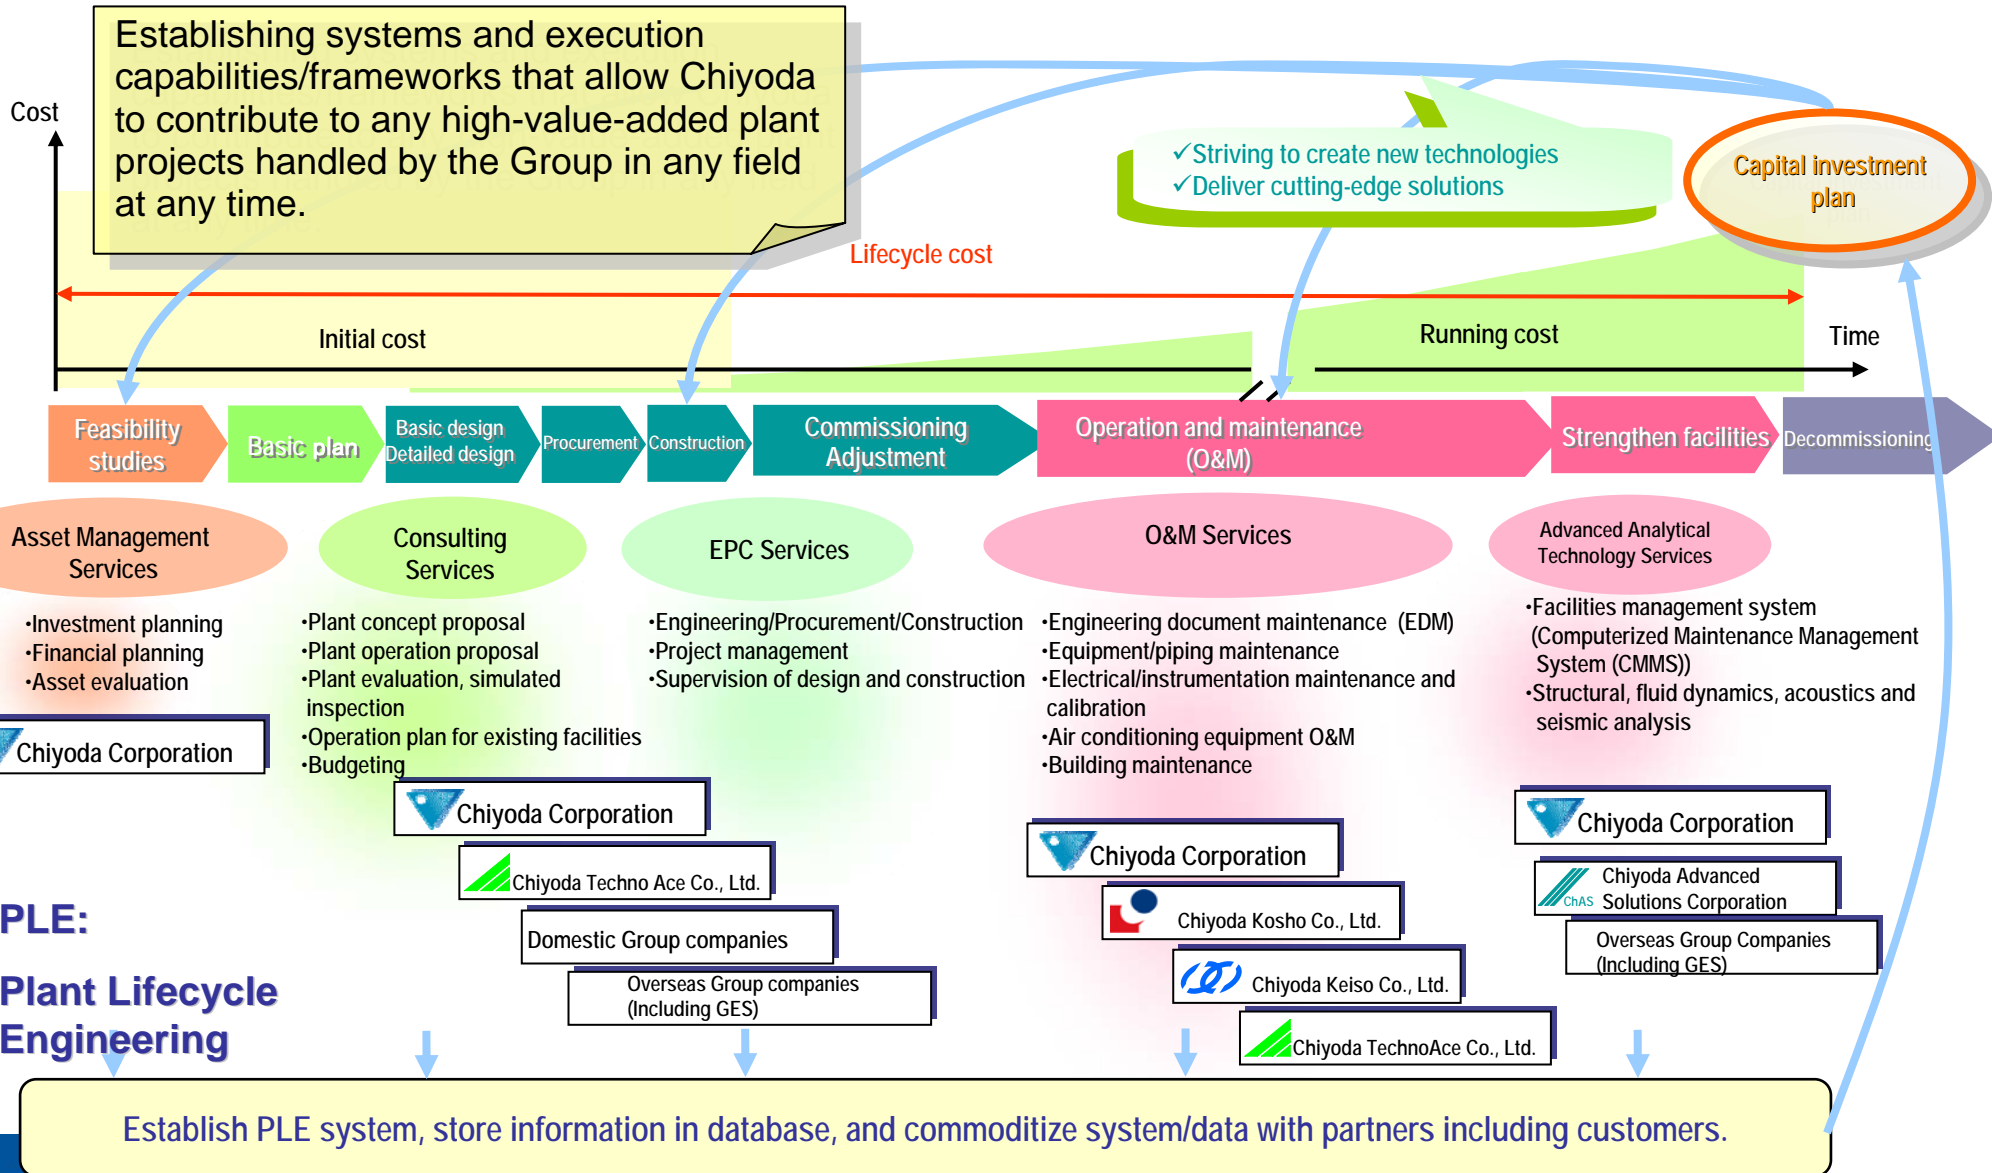 Establishing systems and execution
capabilities/frameworks that allow Chiyoda
to contribute to any high-value-added plant
projects handled by the Group in any field
at any time.
Cost
✓Striving to create new technologies
✓Deliver cutting-edge solutions
Capital investment
plan
Lifecycle cost
Initial cost
Running cost
Time
Feasibility
studies
Basic plan
Basic design
Detailed design
Procurement
Construction
Commissioning
Adjustment
Operation and maintenance
(O&M)
Strengthen facilities
Decommissioning
Asset Management
Services
・Investment planning
・Financial planning
・Asset evaluation
Chiyoda Corporation
Consulting
Services
・Plant concept proposal
・Plant operation proposal
・Plant evaluation, simulated
inspection
・Operation plan for existing facilities
・Budgeting
EPC Services
・Engineering/Procurement/Construction
・Project management
・Supervision of design and construction
Chiyoda Corporation
Chiyoda Techno Ace Co., Ltd.
Domestic Group companies
Overseas Group companies
(Including GES)
O&M Services
・Engineering document maintenance (EDM)
・Equipment/piping maintenance
・Electrical/instrumentation maintenance and
calibration
・Air conditioning equipment O&M
・Building maintenance
Chiyoda Corporation
Chiyoda Kosho Co., Ltd.
Chiyoda Keiso Co., Ltd.
Chiyoda TechnoAce Co., Ltd.
Advanced Analytical
Technology Services
・Facilities management system
(Computerized Maintenance Management
System (CMMS))
・Structural, fluid dynamics, acoustics and
seismic analysis
Chiyoda Corporation
ChAS
Chiyoda Advanced
Solutions Corporation
Overseas Group Companies
(Including GES)
PLE:
Plant Lifecycle
Engineering
Establish PLE system, store information in database, and commoditize system/data with partners including customers.